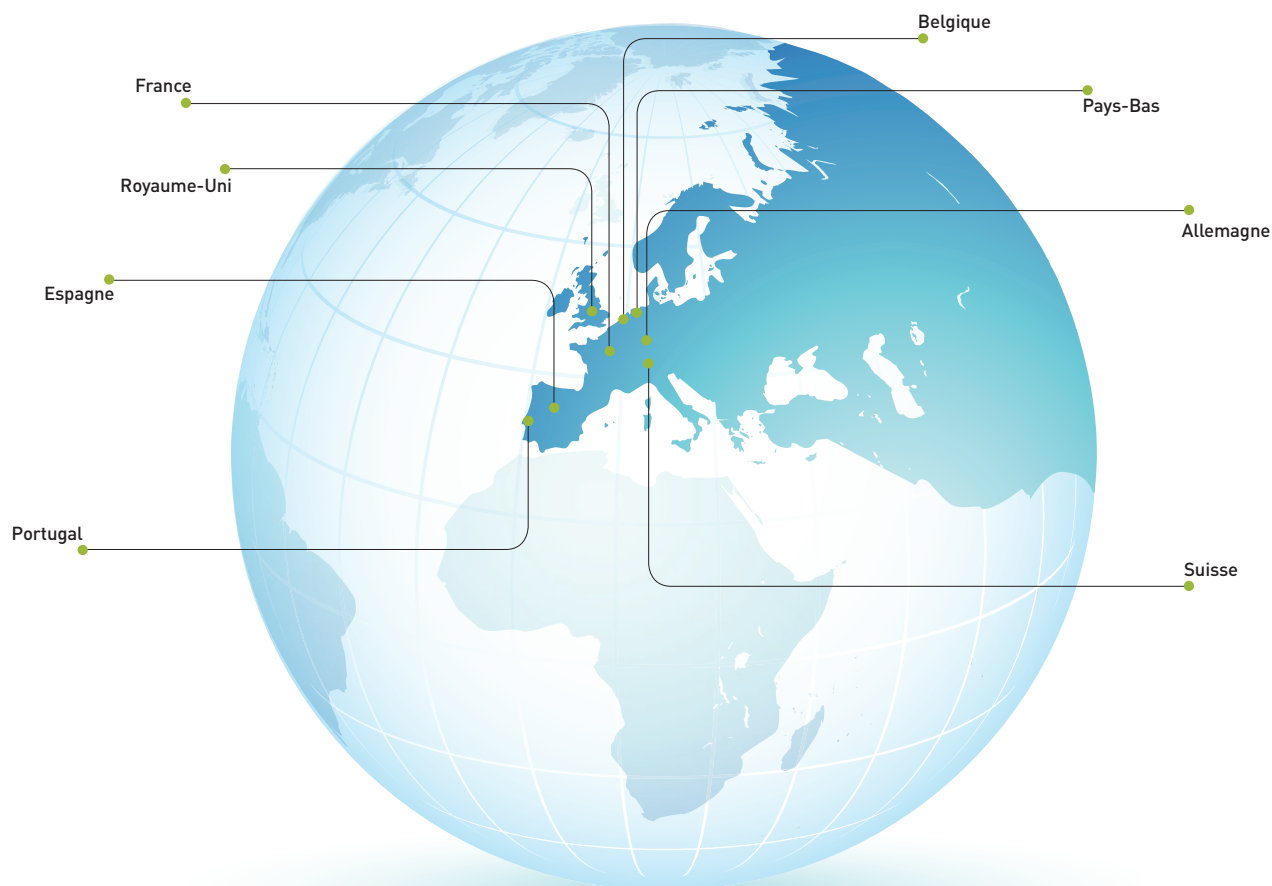 Belgique
France
Pays-Bas
Royaume-Uni
Allemagne
Espagne
Portugal
Suisse